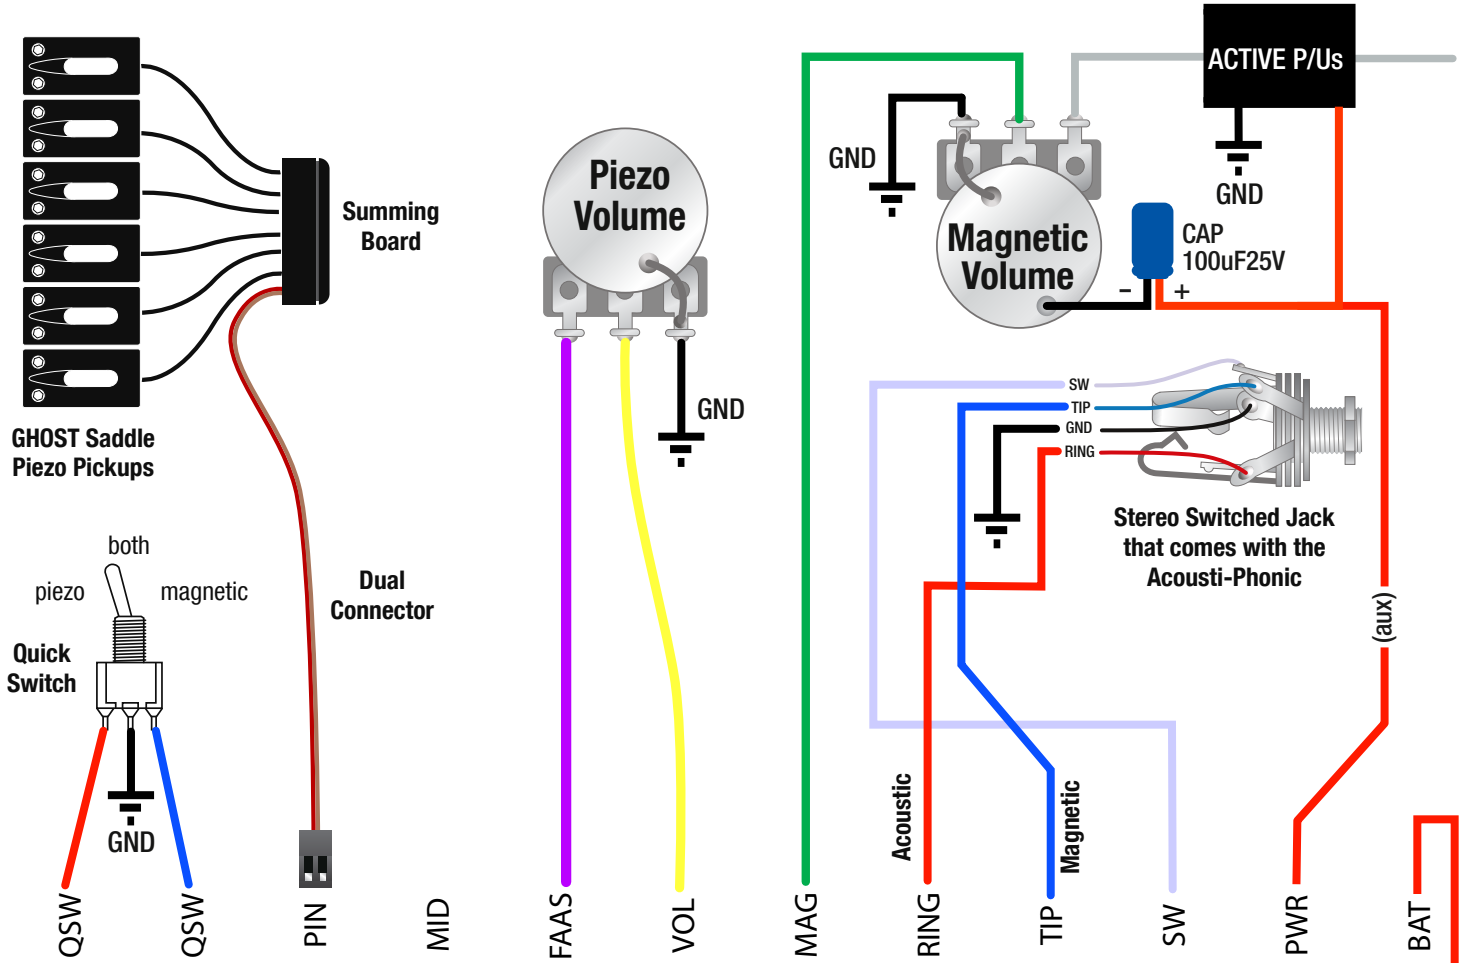 ACTIVE P/Us
GND
GND
Piezo
Volume
Magnetic
Volume
CAP
100uF25V
- +
Summing
Board
GND
SW
TIP
GND
RING
GHOST Saddle
Piezo Pickups
Stereo Switched Jack
that comes with the
Acousti-Phonic
both
piezo magnetic
Dual
Connector
(aux)
Quick
Switch
GND
Acoustic
Magnetic
QSW
QSW
PIN
MID
FAAS
VOL
MAG
RING
TIP
SW
PWR
BAT